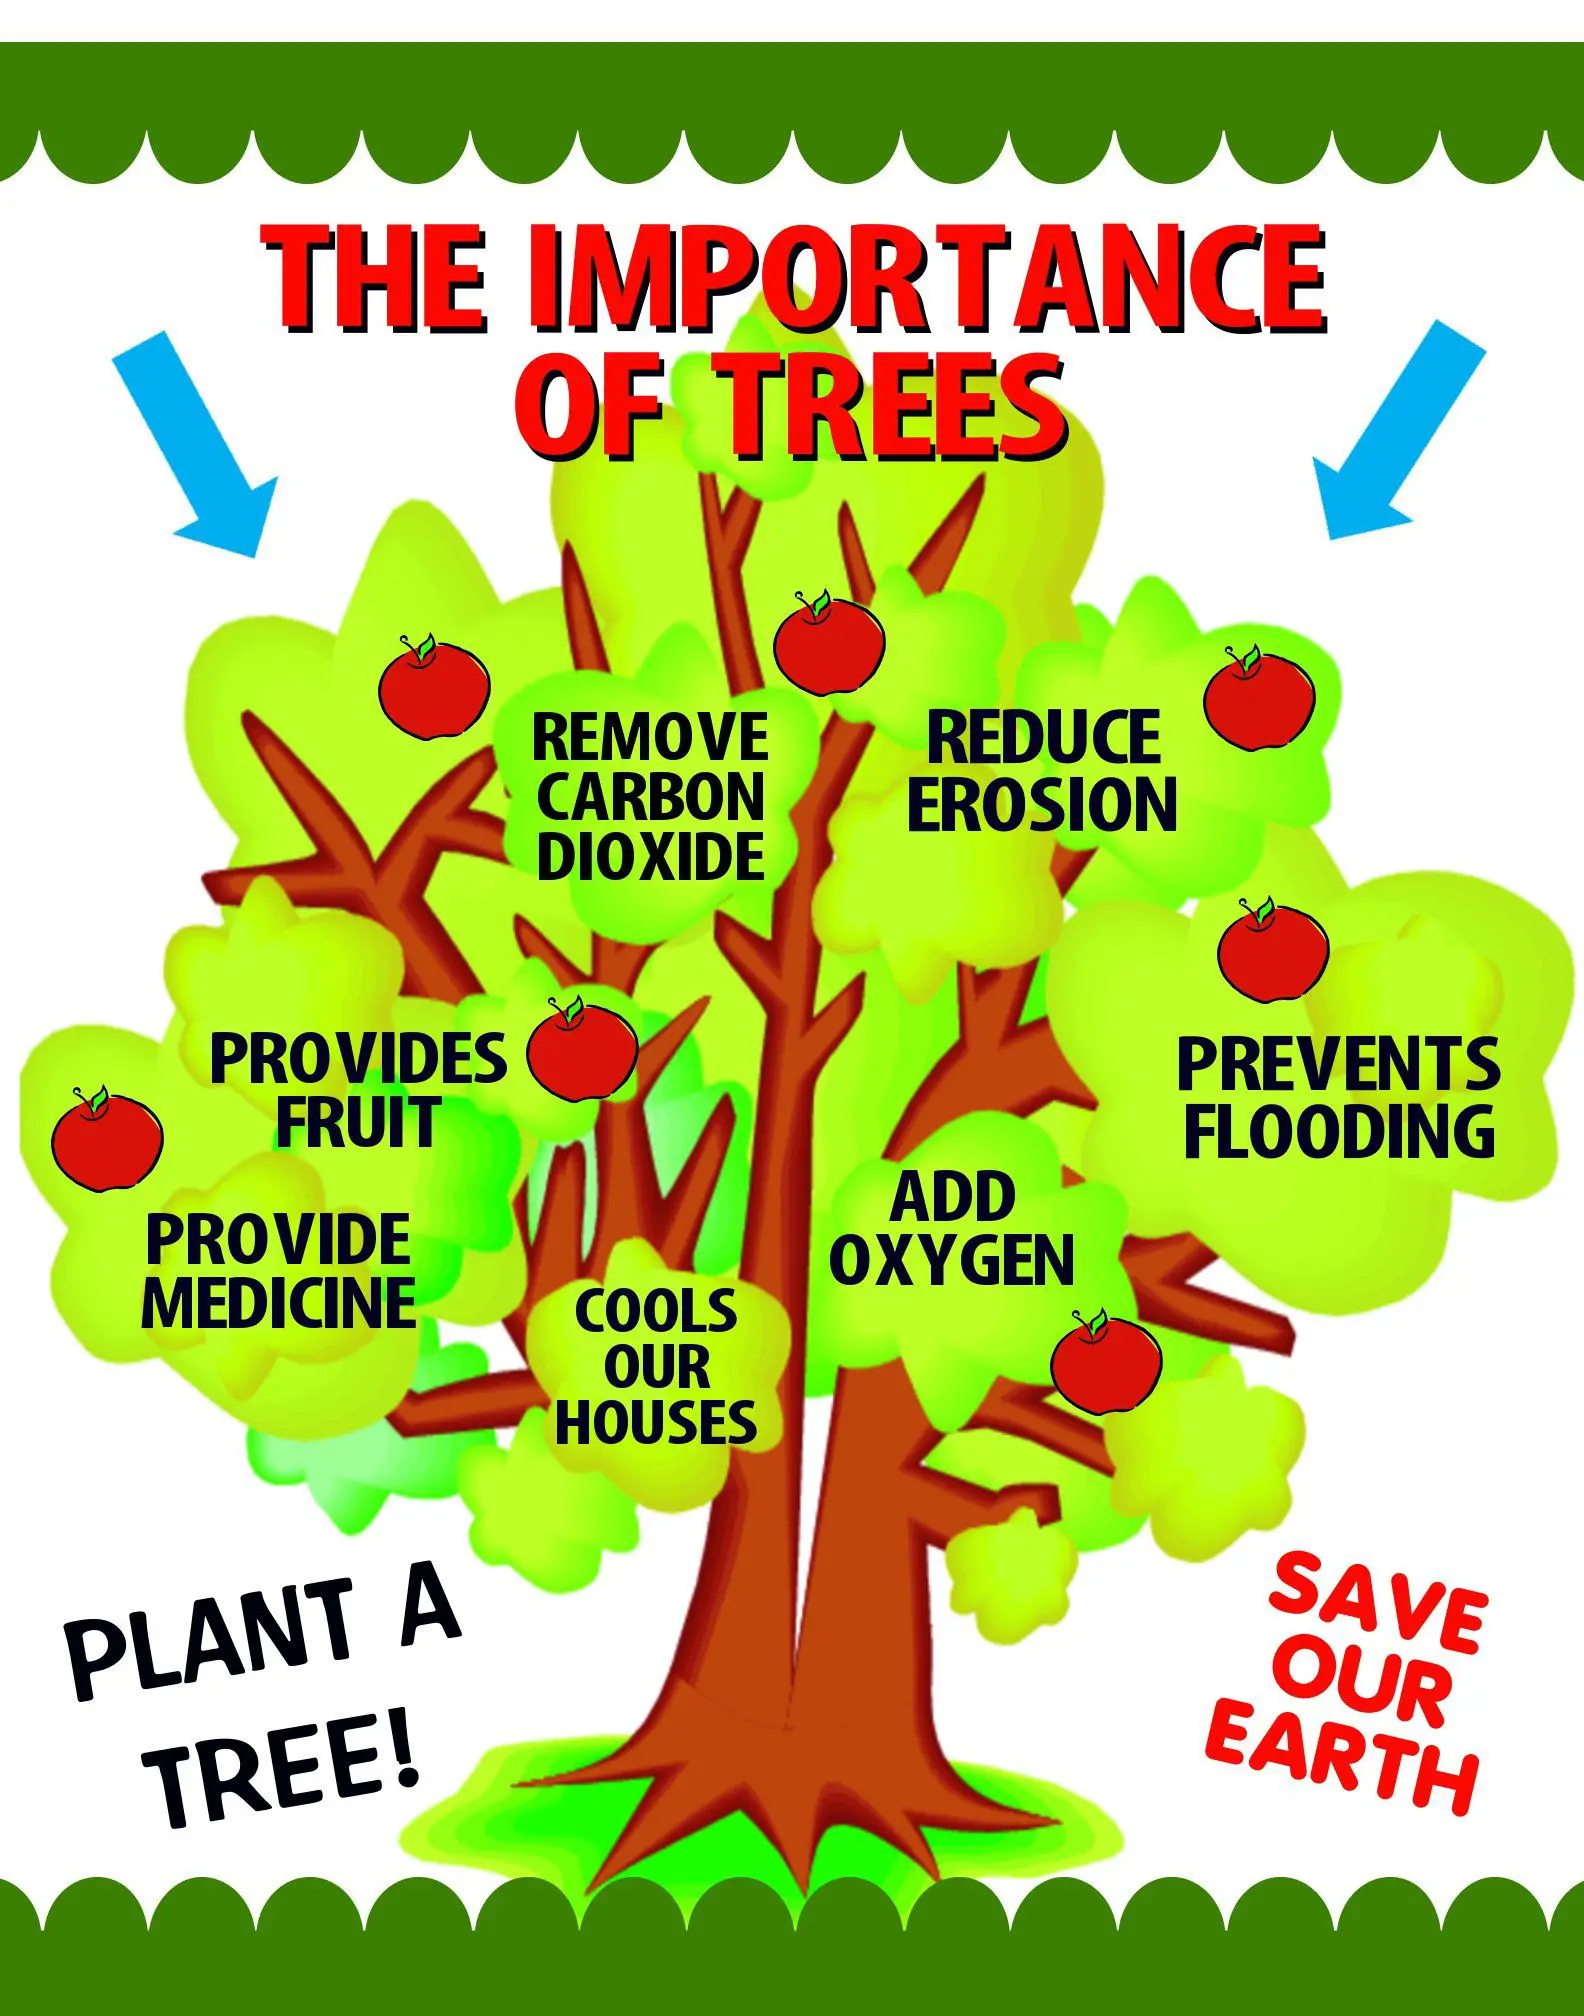 THE IMPORTANCE
OF TREES
REMOVE
CARBON
DIOXIDE
REDUCE
EROSION
PROVIDES
FRUIT
PREVENTS
FLOODING
PROVIDE
MEDICINE
ADD
OXYGEN
COOLS
OUR
HOUSES
PLANT A
TREE!
SAVE
OUR
EARTH